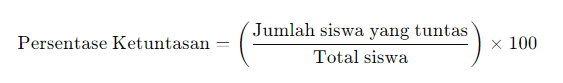 Persentase Ketuntasan = (Jumlah siswa yang tuntas / Total siswa) × 100